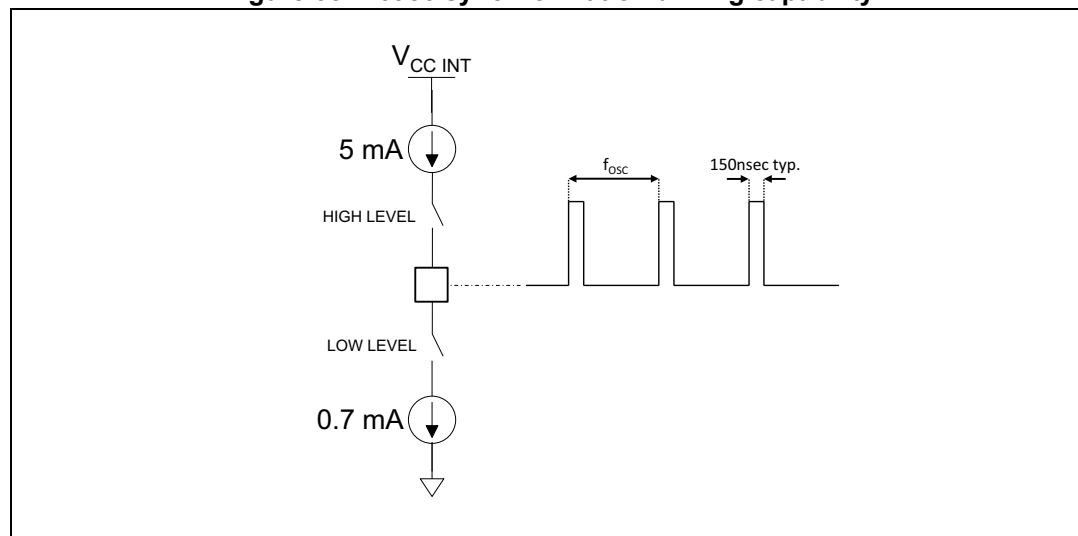 V_CC INT
5 mA
f_OSC
150nsec typ.
HIGH LEVEL
LOW LEVEL
0.7 mA